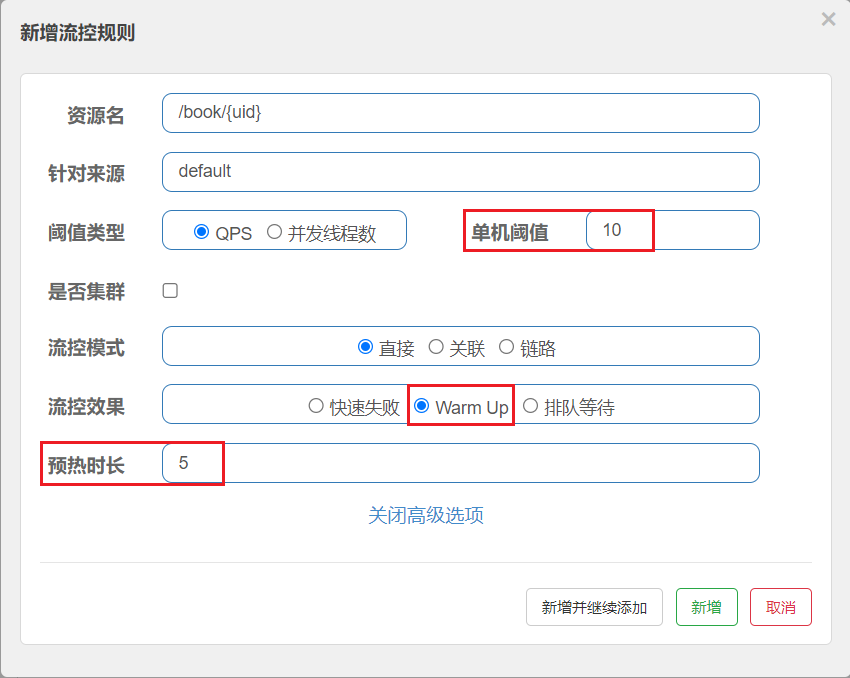 新增流控规则
×
资源名 /book/{uid}
针对来源 default
阈值类型 QPS 并发线程数 单机阈值 10
是否集群
流控模式 直接 关联 链路
流控效果 快速失败 Warm Up 排队等待
预热时长 5
关闭高级选项
新增并继续添加 新增 取消